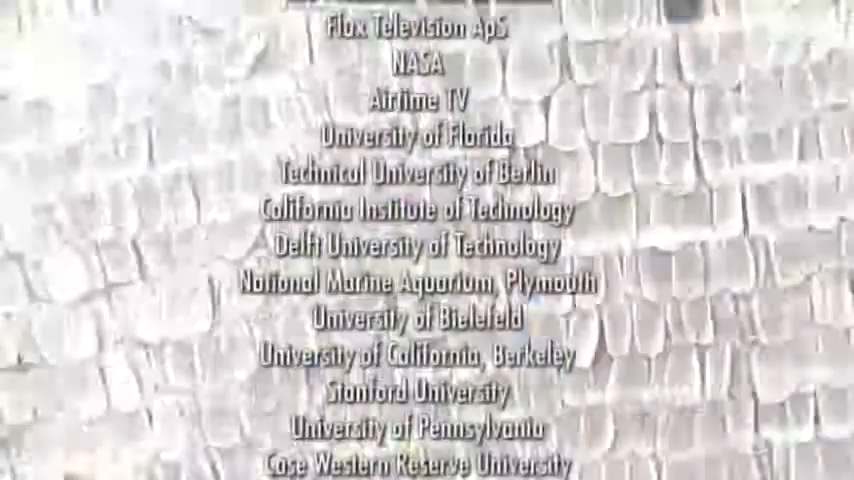 Flux Television ApS
NASA
Airtime TV
University of Florida
Technical University of Berlin
California Institute of Technology
Delft University of Technology
National Marine Aquarium, Plymouth
University of Bielefeld
University of California, Berkeley
Stanford University
University of Pennsylvania
Case Western Reserve University